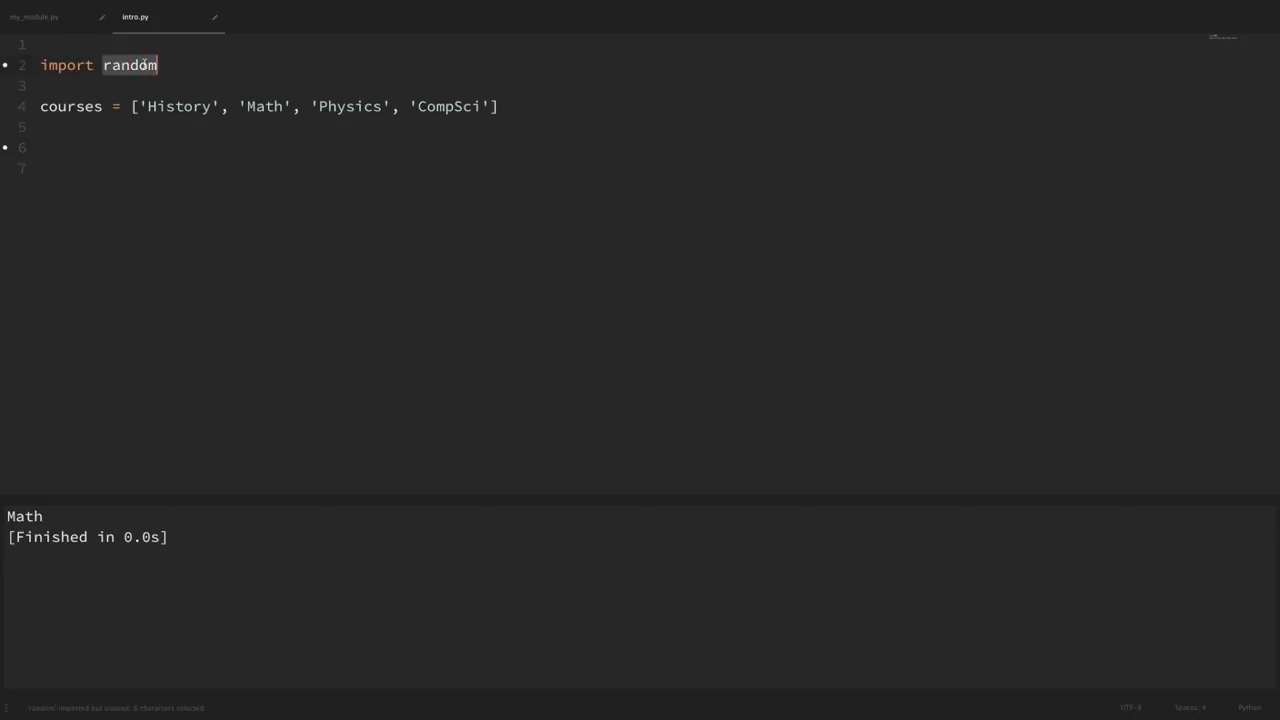 my_module.py
intro.py
1
2 import random
3
4 courses = ['History', 'Math', 'Physics', 'CompSci']
5
6
7
Math
[Finished in 0.0s]
'random' imported but unused, 6 characters selected
UTF-8
Spaces: 4
Python